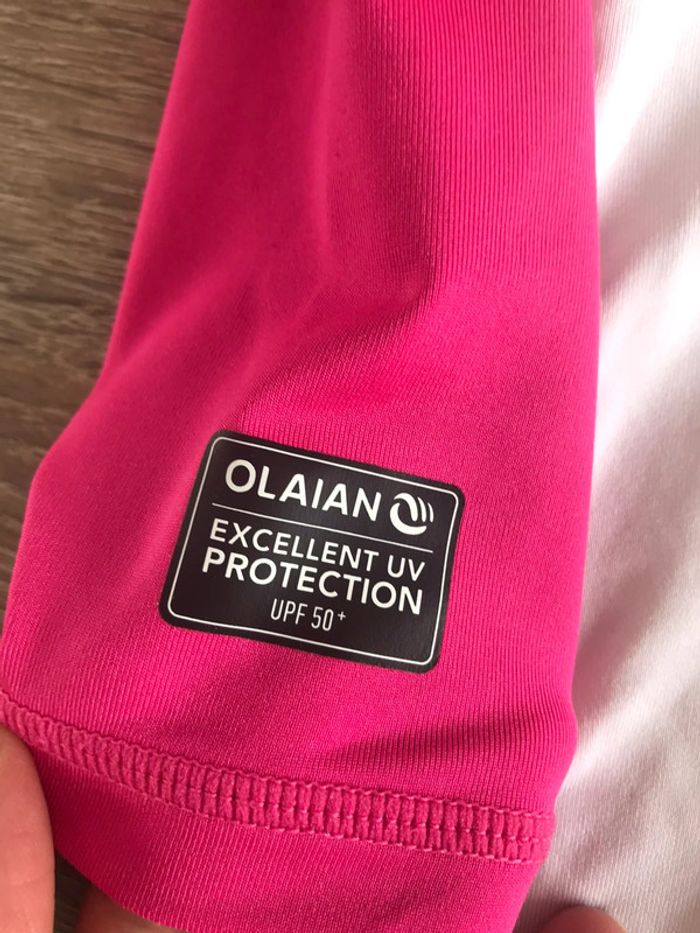 OLAIAN
EXCELLENT UV
PROTECTION
UPF 50+